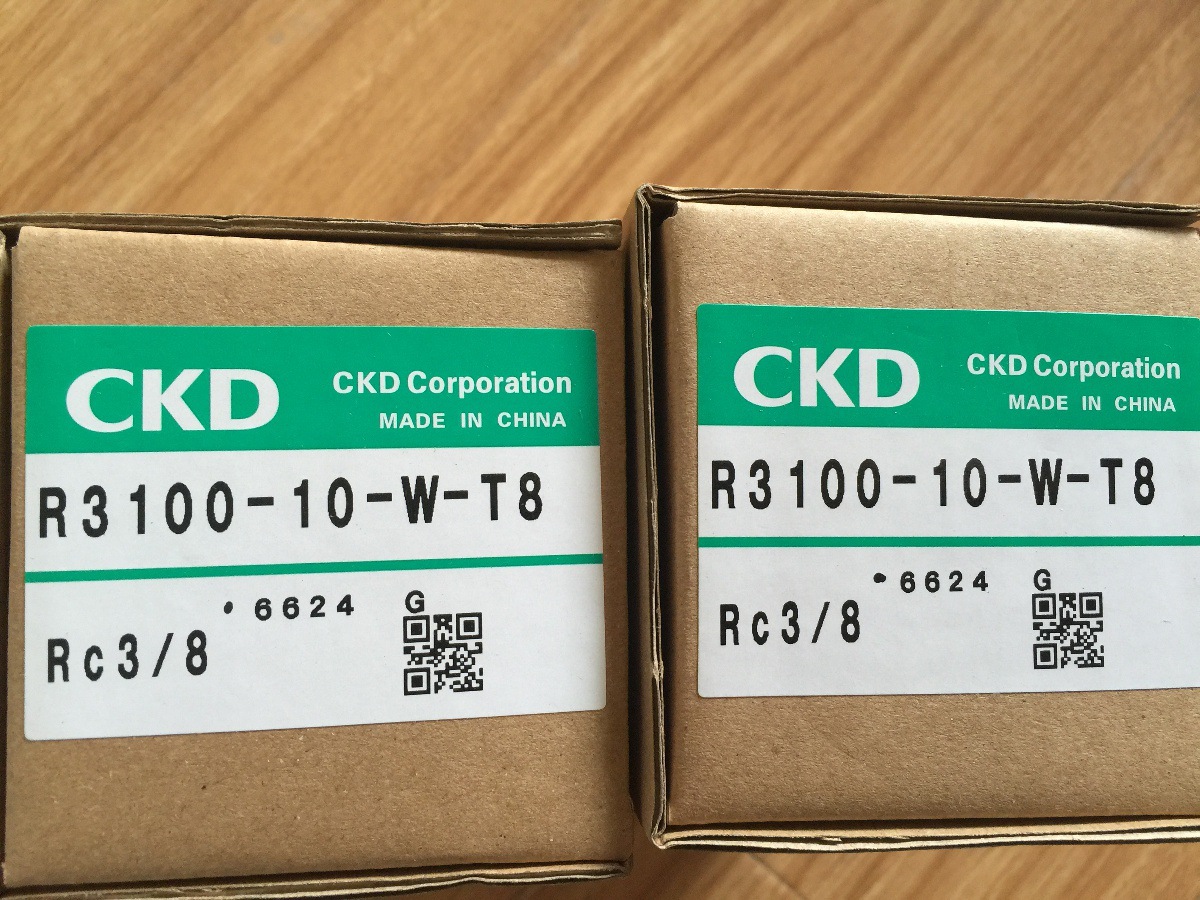 CKD
CKD Corporation
MADE IN CHINA
R3100-10-W-T8
• 6624
G
Rc3/8
CKD
CKD Corporation
MADE IN CHINA
R3100-10-W-T8
• 6624
G
Rc3/8